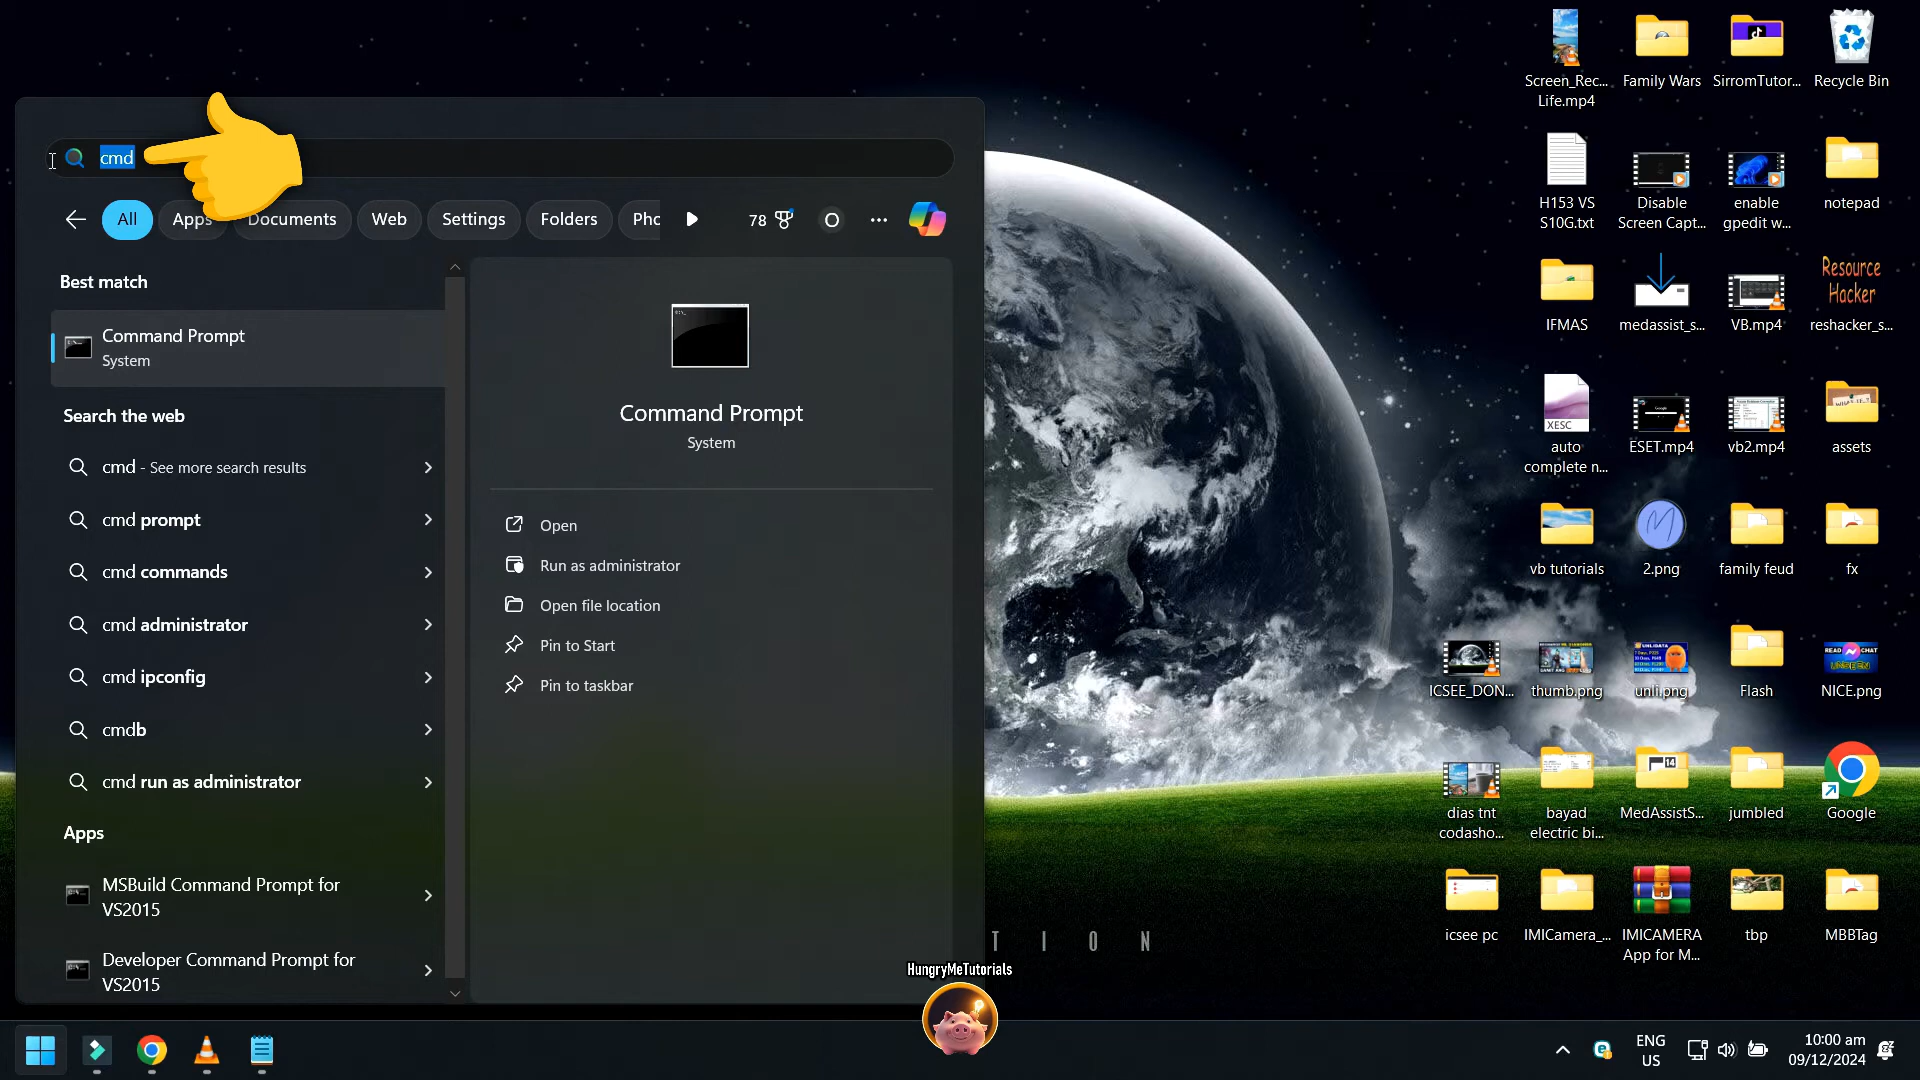 cmd
All
Apps
Documents
Web
Settings
Folders
Pho
78
O
Best match
Command Prompt
System
Search the web
cmd - See more search results
cmd prompt
cmd commands
cmd administrator
cmd ipconfig
cmdb
cmd run as administrator
Apps
MSBuild Command Prompt for
VS2015
Developer Command Prompt for
VS2015
Command Prompt
System
Open
Run as administrator
Open file location
Pin to Start
Pin to taskbar
Screen_Rec...
Life.mp4
Family Wars
SirromTutor...
Recycle Bin
H153 VS
S10G.txt
Disable
Screen Capt...
enable
gpedit w...
notepad
IFMAS
medassist_s...
VB.mp4
Resource
Hacker
reshacker_s...
XESC
auto
complete n...
ESET.mp4
vb2.mp4
assets
vb tutorials
2.png
family feud
fx
ICSEE_DON...
thumb.png
unli.png
Flash
READ CHAT
UNSEEN
NICE.png
dias tnt
codasho...
bayad
electric bi...
14
MedAssistS...
jumbled
Google
icsee pc
IMICamera_...
IMICAMERA
App for M...
tbp
MBBTag
T I O N
HungryMeTutorials
ENG
US
10:00 am
09/12/2024